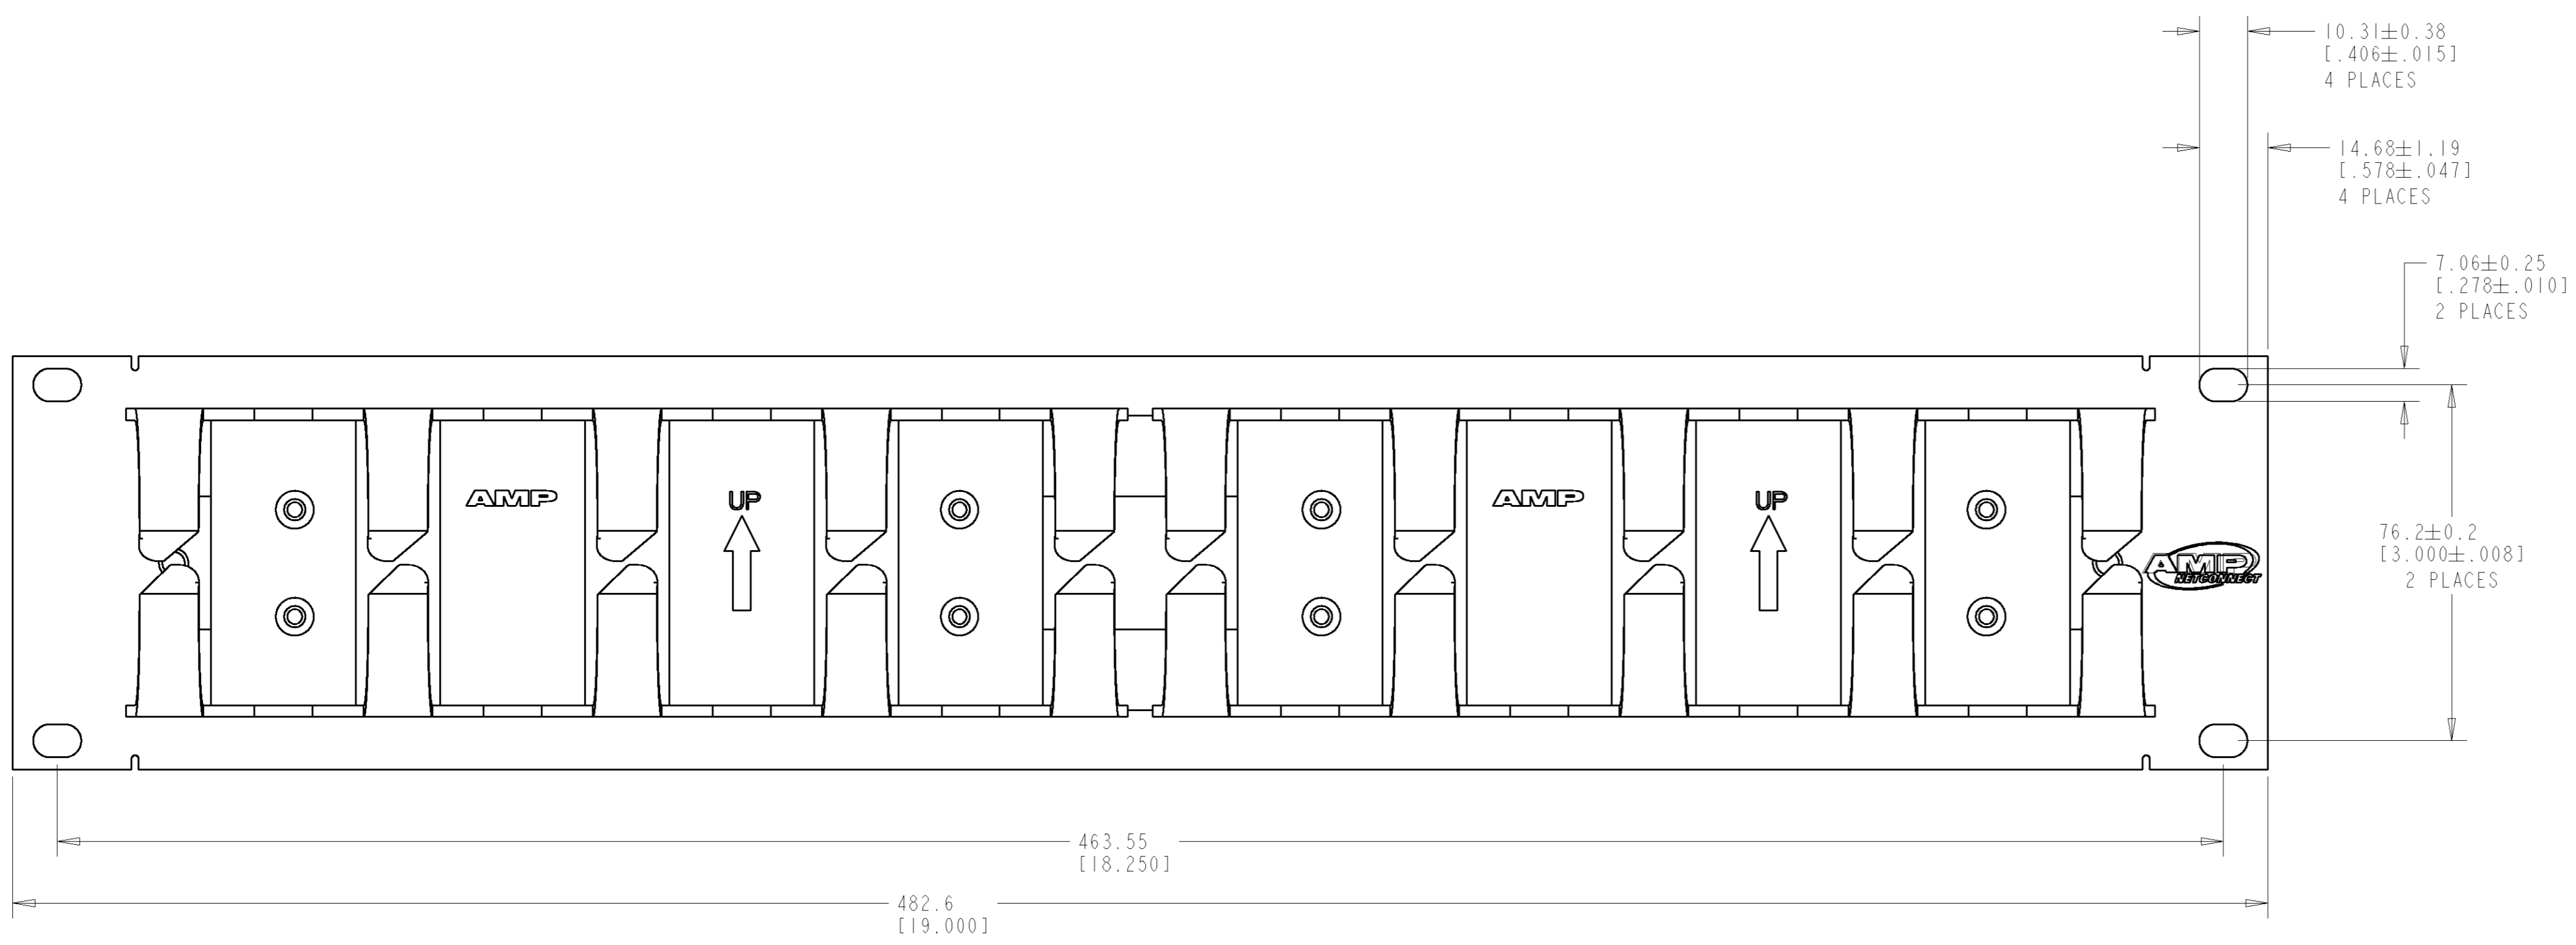 10.31±0.38
[.406±.015]
4 PLACES
14.68±1.19
[.578±.047]
4 PLACES
7.06±0.25
[.278±.010]
2 PLACES
AMP
UP
AMP
UP
76.2±0.2
[3.000±.008]
2 PLACES
AMP
NETCONNECT
463.55
[18.250]
482.6
[19.000]